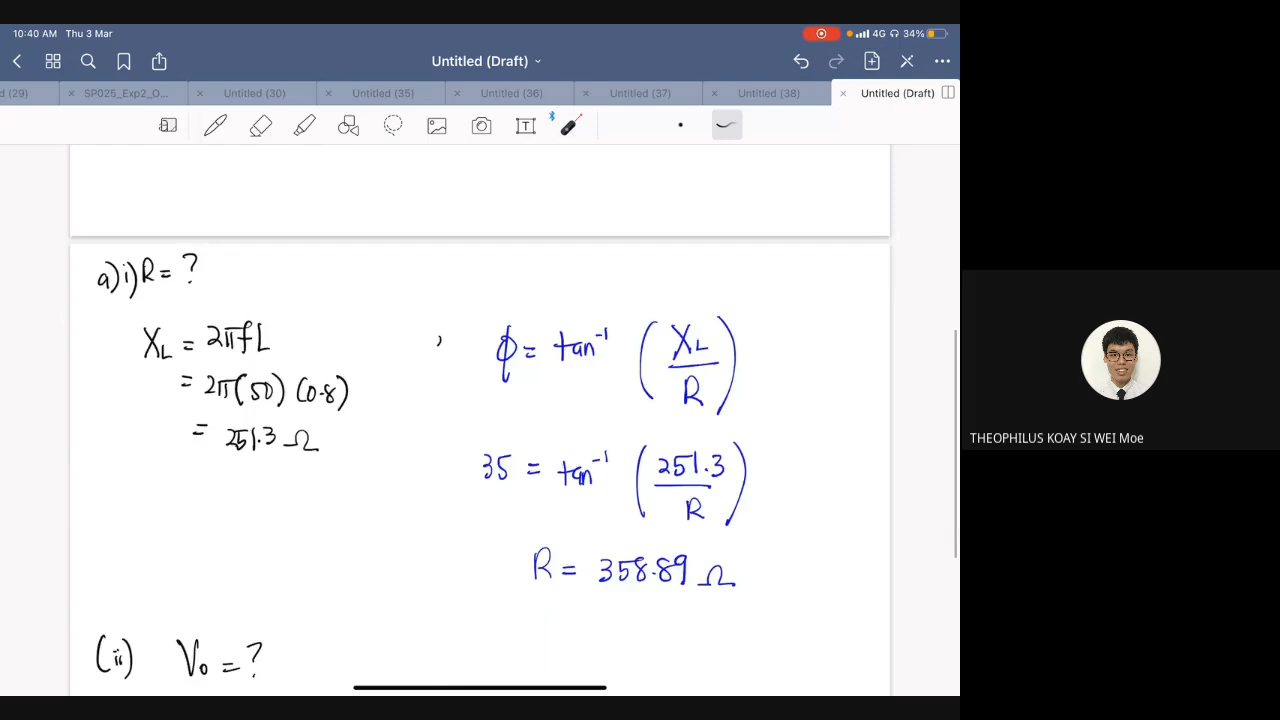 10:40 AM Thu 3 Mar
4G 34%
Untitled (Draft)
d (29) SP025_Exp2_O... Untitled (30) Untitled (35) Untitled (36) Untitled (37) Untitled (38) Untitled (Draft)
a) i) R = ?
X_L = 2πfL
= 2π(50)(0.8)
= 251.3 Ω
,
ϕ = tan⁻¹ (X_L / R)
35 = tan⁻¹ (251.3 / R)
R = 358.89 Ω
(ii) V₀ = ?
THEOPHILUS KOAY SI WEI Moe